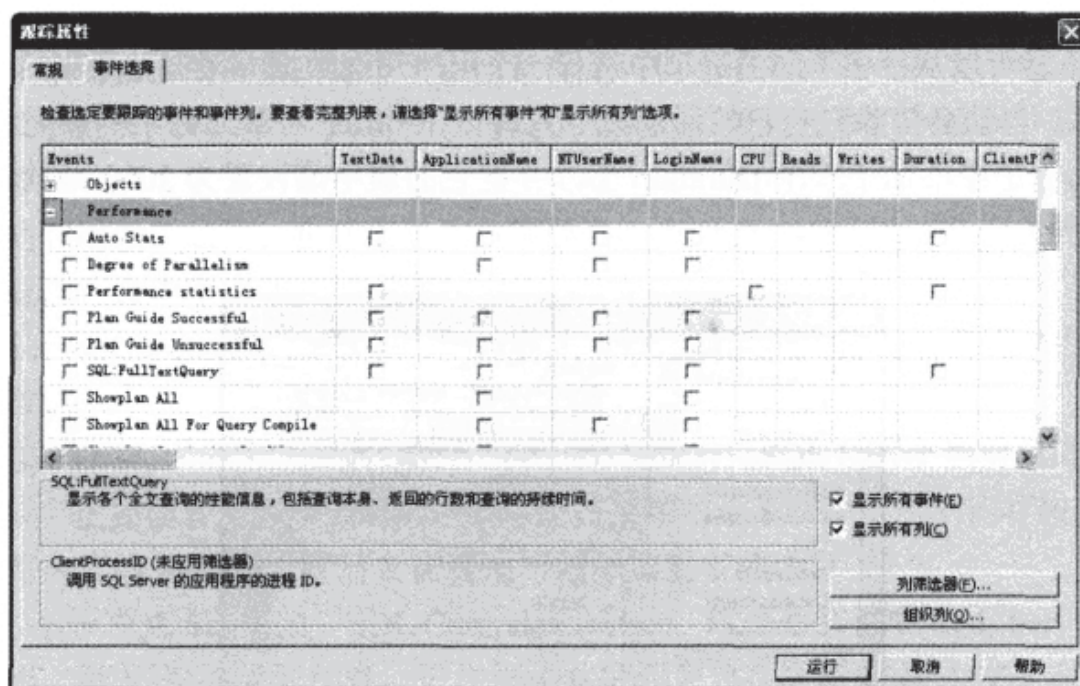 跟踪属性
常规 事件选择
检查选定要跟踪的事件和事件列。要查看完整列表，请选择"显示所有事件"和"显示所有列"选项。
Events TextData ApplicationName NTUserName LoginName CPU Reads Writes Duration ClientP
Objects
Performance
Auto Stats
Degree of Parallelism
Performance statistics
Plan Guide Successful
Plan Guide Unsuccessful
SQL:FullTextQuery
Showplan All
Showplan All For Query Compile
SQL:FullTextQuery
显示各个全文查询的性能信息，包括查询本身、返回的行数和查询的持续时间。
显示所有事件(E)
显示所有列(C)
ClientProcessID (未应用筛选器)
调用 SQL Server 的应用程序的进程 ID。
列筛选器(F)...
组织列(O)...
运行 取消 帮助